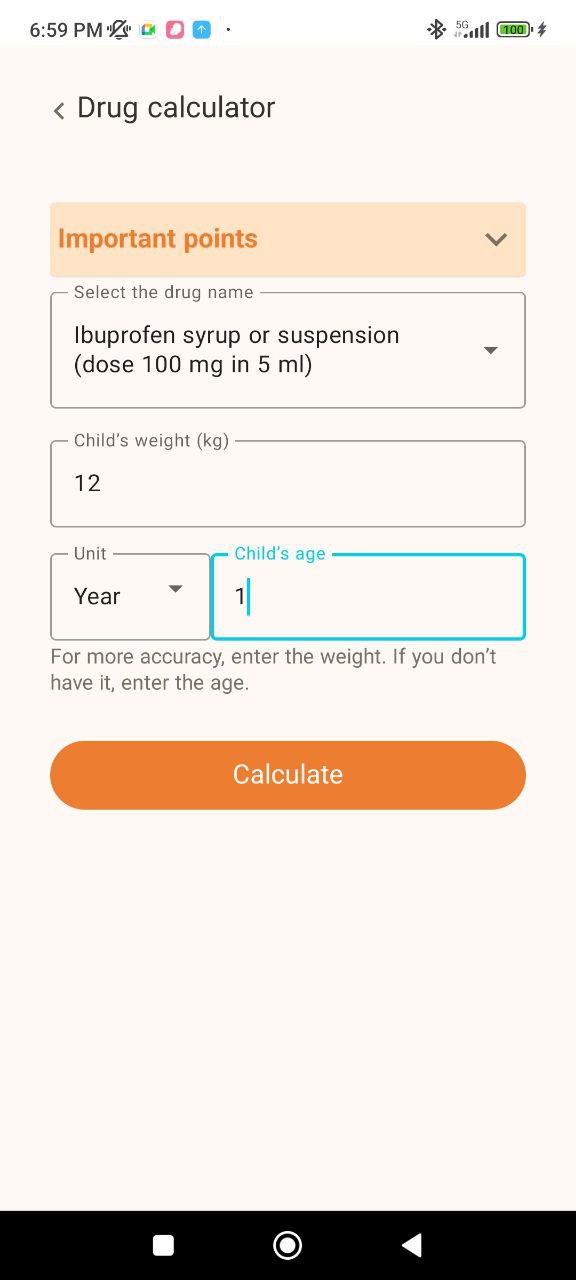 6:59 PM
5G
100
Drug calculator
Important points
Select the drug name
Ibuprofen syrup or suspension
(dose 100 mg in 5 ml)
Child's weight (kg)
12
Unit
Child's age
Year
1
For more accuracy, enter the weight. If you don't
have it, enter the age.
Calculate